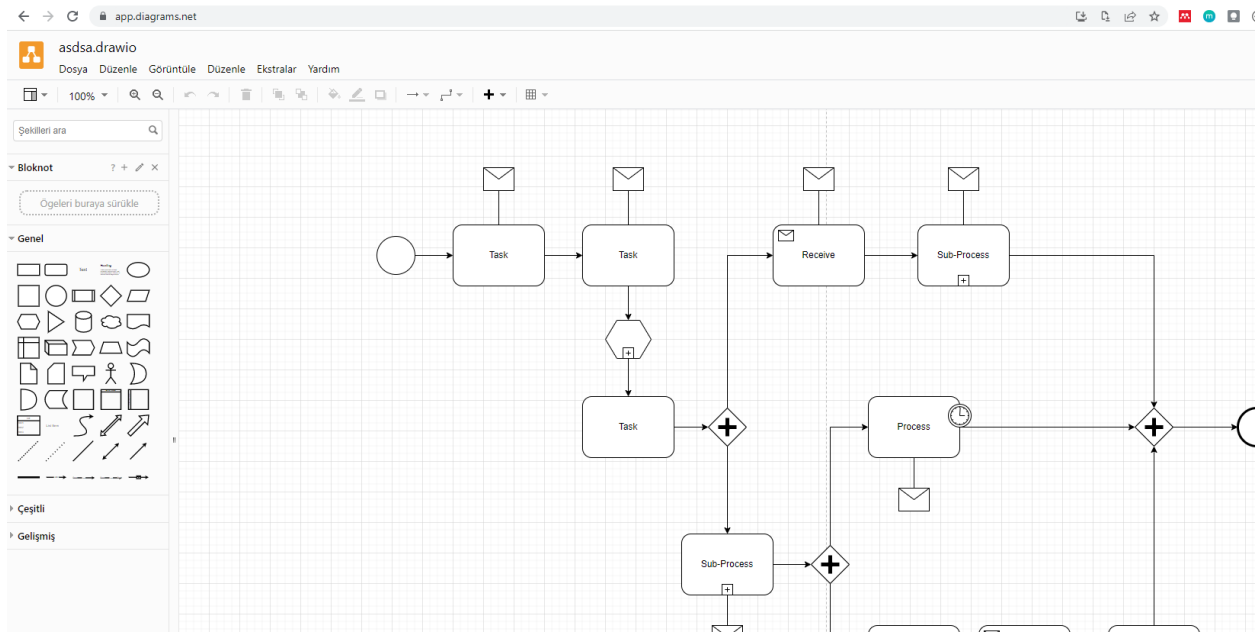 app.diagrams.net
asdsa.drawio
Dosya Düzenle Görüntüle Düzenle Ekstralar Yardım
100%
Şekilleri ara
Bloknot
Ögeleri buraya sürükle
Genel
Text
Çeşitli
Gelişmiş
Task
Task
Receive
Sub-Process
Task
Process
Sub-Process